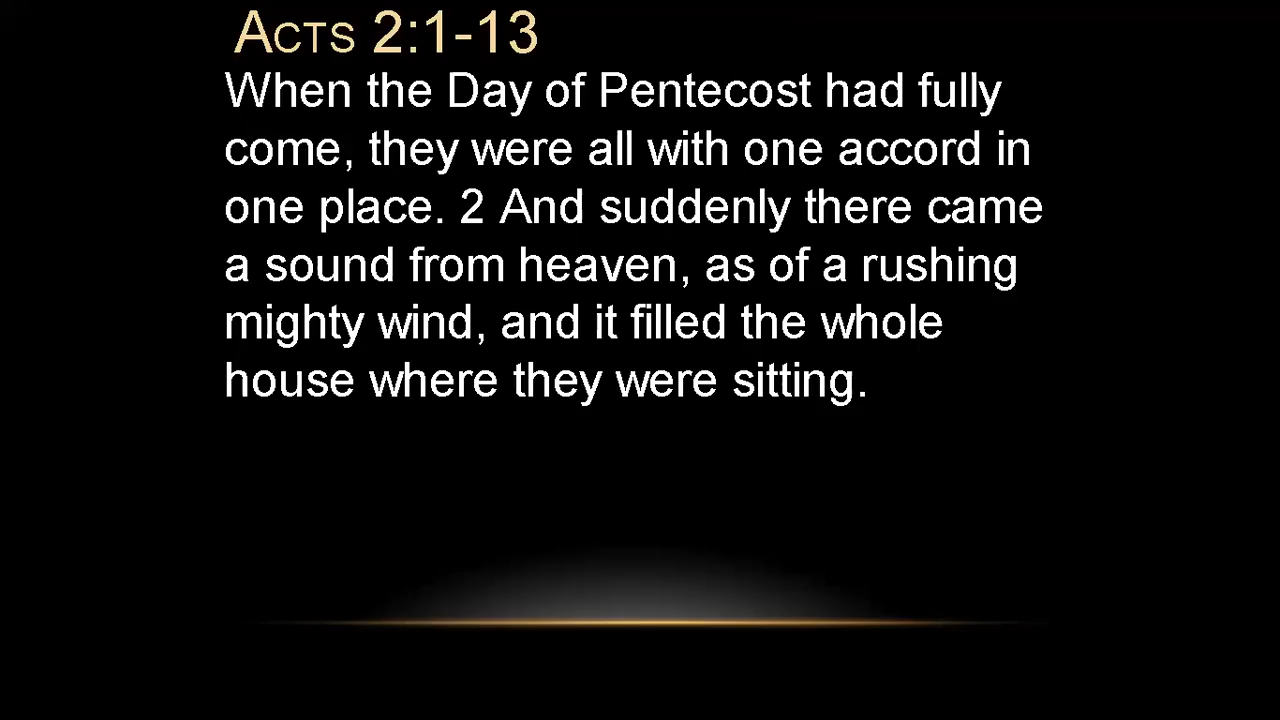 Acts 2:1-13
When the Day of Pentecost had fully
come, they were all with one accord in
one place. 2 And suddenly there came
a sound from heaven, as of a rushing
mighty wind, and it filled the whole
house where they were sitting.